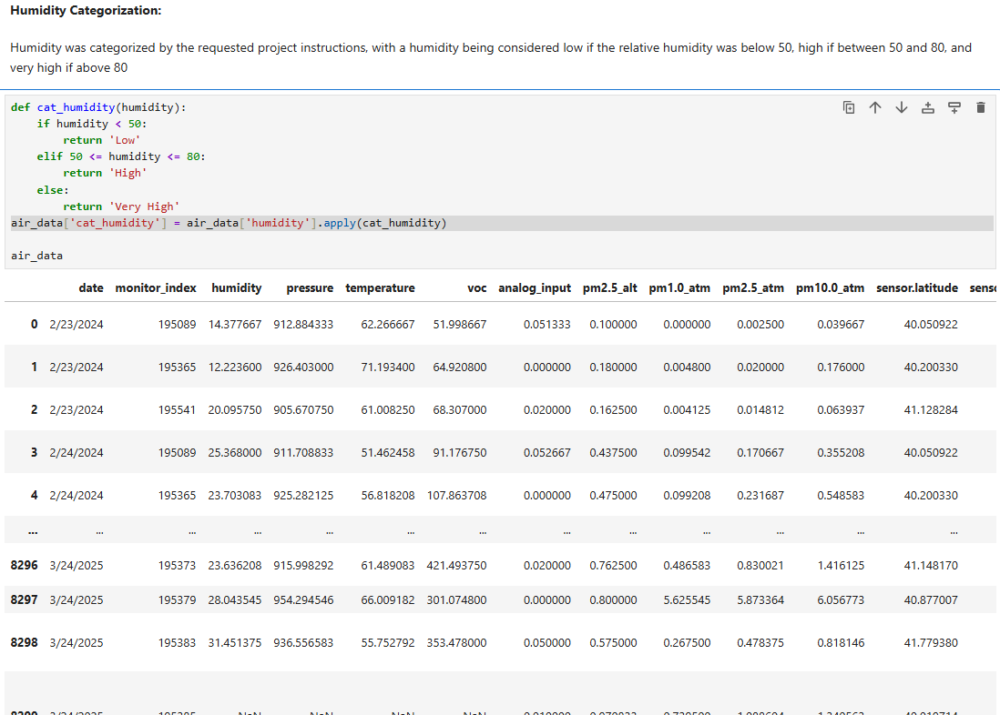 Humidity Categorization:
Humidity was categorized by the requested project instructions, with a humidity being considered low if the relative humidity was below 50, high if between 50 and 80, and
very high if above 80
def cat_humidity(humidity):
    if humidity < 50:
        return 'Low'
    elif 50 <= humidity <= 80:
        return 'High'
    else:
        return 'Very High'
air_data['cat_humidity'] = air_data['humidity'].apply(cat_humidity)
air_data
date monitor_index humidity pressure temperature voc analog_input pm2.5_alt pm1.0_atm pm2.5_atm pm10.0_atm sensor.latitude
0 2/23/2024 195089 14.377667 912.884333 62.266667 51.998667 0.051333 0.100000 0.000000 0.002500 0.039667 40.050922
1 2/23/2024 195365 12.223600 926.403000 71.193400 64.920800 0.000000 0.180000 0.004800 0.020000 0.176000 40.200330
2 2/23/2024 195541 20.095750 905.670750 61.008250 68.307000 0.020000 0.162500 0.004125 0.014812 0.063937 41.128284
3 2/24/2024 195089 25.368000 911.708833 51.462458 91.176750 0.052667 0.437500 0.099542 0.170667 0.355208 40.050922
4 2/24/2024 195365 23.703083 925.282125 56.818208 107.863708 0.000000 0.475000 0.099208 0.231687 0.548583 40.200330
... ... ... ... ... ... ... ... ... ... ... ... ...
8296 3/24/2025 195373 23.636208 915.998292 61.489083 421.493750 0.020000 0.762500 0.486583 0.830021 1.416125 41.148170
8297 3/24/2025 195379 28.043545 954.294546 66.009182 301.074800 0.000000 0.800000 5.625545 5.873364 6.056773 40.877007
8298 3/24/2025 195383 31.451375 936.556583 55.752792 353.478000 0.050000 0.575000 0.267500 0.478375 0.818146 41.779380